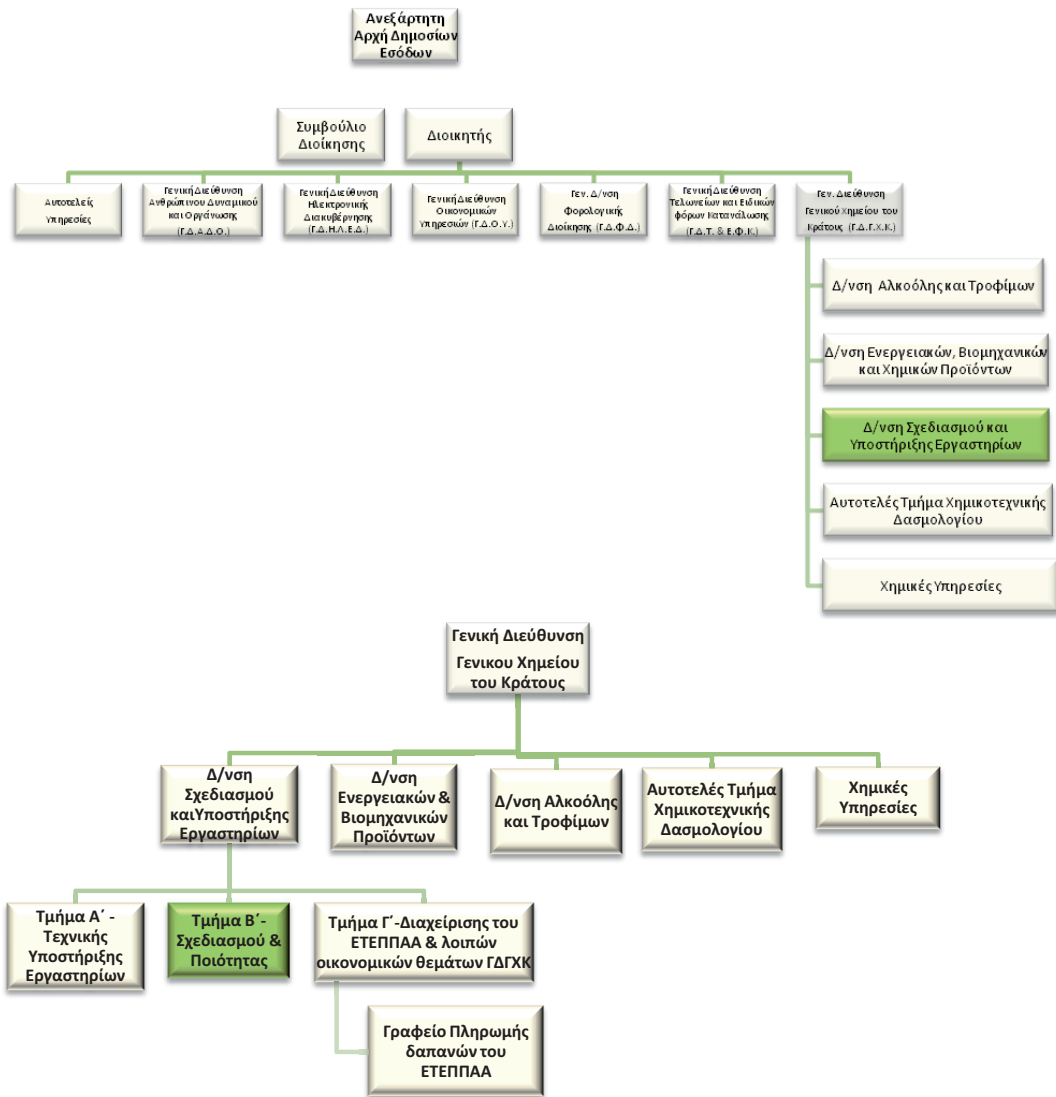 Ανεξάρτητη
Αρχή Δημοσίων
Εσόδων
Συμβούλιο
Διοίκησης
Διοικητής
Αυτοτελείς
Υπηρεσίες
Γενική Διεύθυνση
Ανθρώπινου Δυναμικού
και Οργάνωσης
(Γ.Δ.Α.Δ.Ο.)
Γενική Διεύθυνση
Ηλεκτρονικής
Διακυβέρνησης
(Γ.Δ.Η.Λ.Ε.Δ.)
Γενική Διεύθυνση
Οικονομικών
Υπηρεσιών (Γ.Δ.Ο.Υ.)
Γεν. Δ/νση
Φορολογικής
Διοίκησης (Γ.Δ.Φ.Δ.)
Γενική Διεύθυνση
Τελωνείων και Ειδικών
φόρων Κατανάλωσης
(Γ.Δ.Τ. & Ε.Φ.Κ.)
Γεν. Διεύθυνση
Γενικού Χημείου του
Κράτους (Γ.Δ.Γ.Χ.Κ.)
Δ/νση Αλκοόλης και Τροφίμων
Δ/νση Ενεργειακών, Βιομηχανικών
και Χημικών Προϊόντων
Δ/νση Σχεδιασμού και
Υποστήριξης Εργαστηρίων
Αυτοτελές Τμήμα Χημικοτεχνικής
Δασμολογίου
Χημικές Υπηρεσίες
Γενική Διεύθυνση
Γενικου Χημείου
του Κράτους
Δ/νση
Σχεδιασμού
καιΥποστήριξης
Εργαστηρίων
Δ/νση
Ενεργειακών &
Βιομηχανικών
Προϊόντων
Δ/νση Αλκοόλης
και Τροφίμων
Αυτοτελές Τμήμα
Χημικοτεχνικής
Δασμολογίου
Χημικές
Υπηρεσίες
Τμήμα Α΄ -
Τεχνικής
Υποστήριξης
Εργαστηρίων
Τμήμα Β΄-
Σχεδιασμού &
Ποιότητας
Τμήμα Γ΄-Διαχείρισης του
ΕΤΕΠΠΑΑ & λοιπών
οικονομικών θεμάτων ΓΔΓΧΚ
Γραφείο Πληρωμής
δαπανών του
ΕΤΕΠΠΑΑ